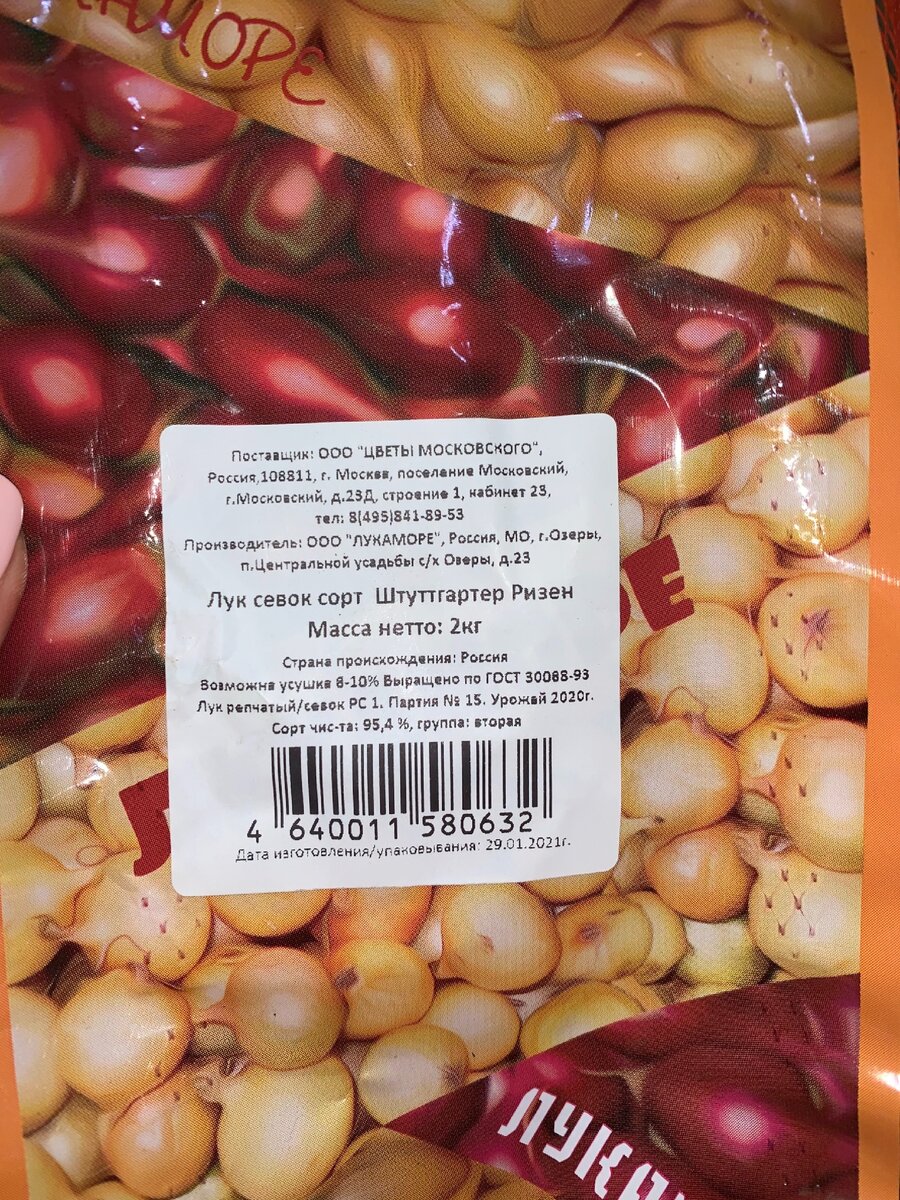 ЛУКАМОРЕ
Поставщик: ООО "ЦВЕТЫ МОСКОВСКОГО",
Россия,108811, г. Москва, поселение Московский,
г.Московский, д.23Д, строение 1, кабинет 23,
тел: 8(495)841-89-53
Производитель: ООО "ЛУКАМОРЕ", Россия, МО, г.Озеры,
п.Центральной усадьбы с/х Озеры, д.23
Лук севок сорт Штуттгартер Ризен
Масса нетто: 2кг
Страна происхождения: Россия
Возможна усушка 8-10% Выращено по ГОСТ 30088-93
Лук репчатый/севок РС 1. Партия № 15. Урожай 2020г.
Сорт чис-та: 95,4 %, группа: вторая
4 640011 580632
Дата изготовления/упаковывания: 29.01.2021г.